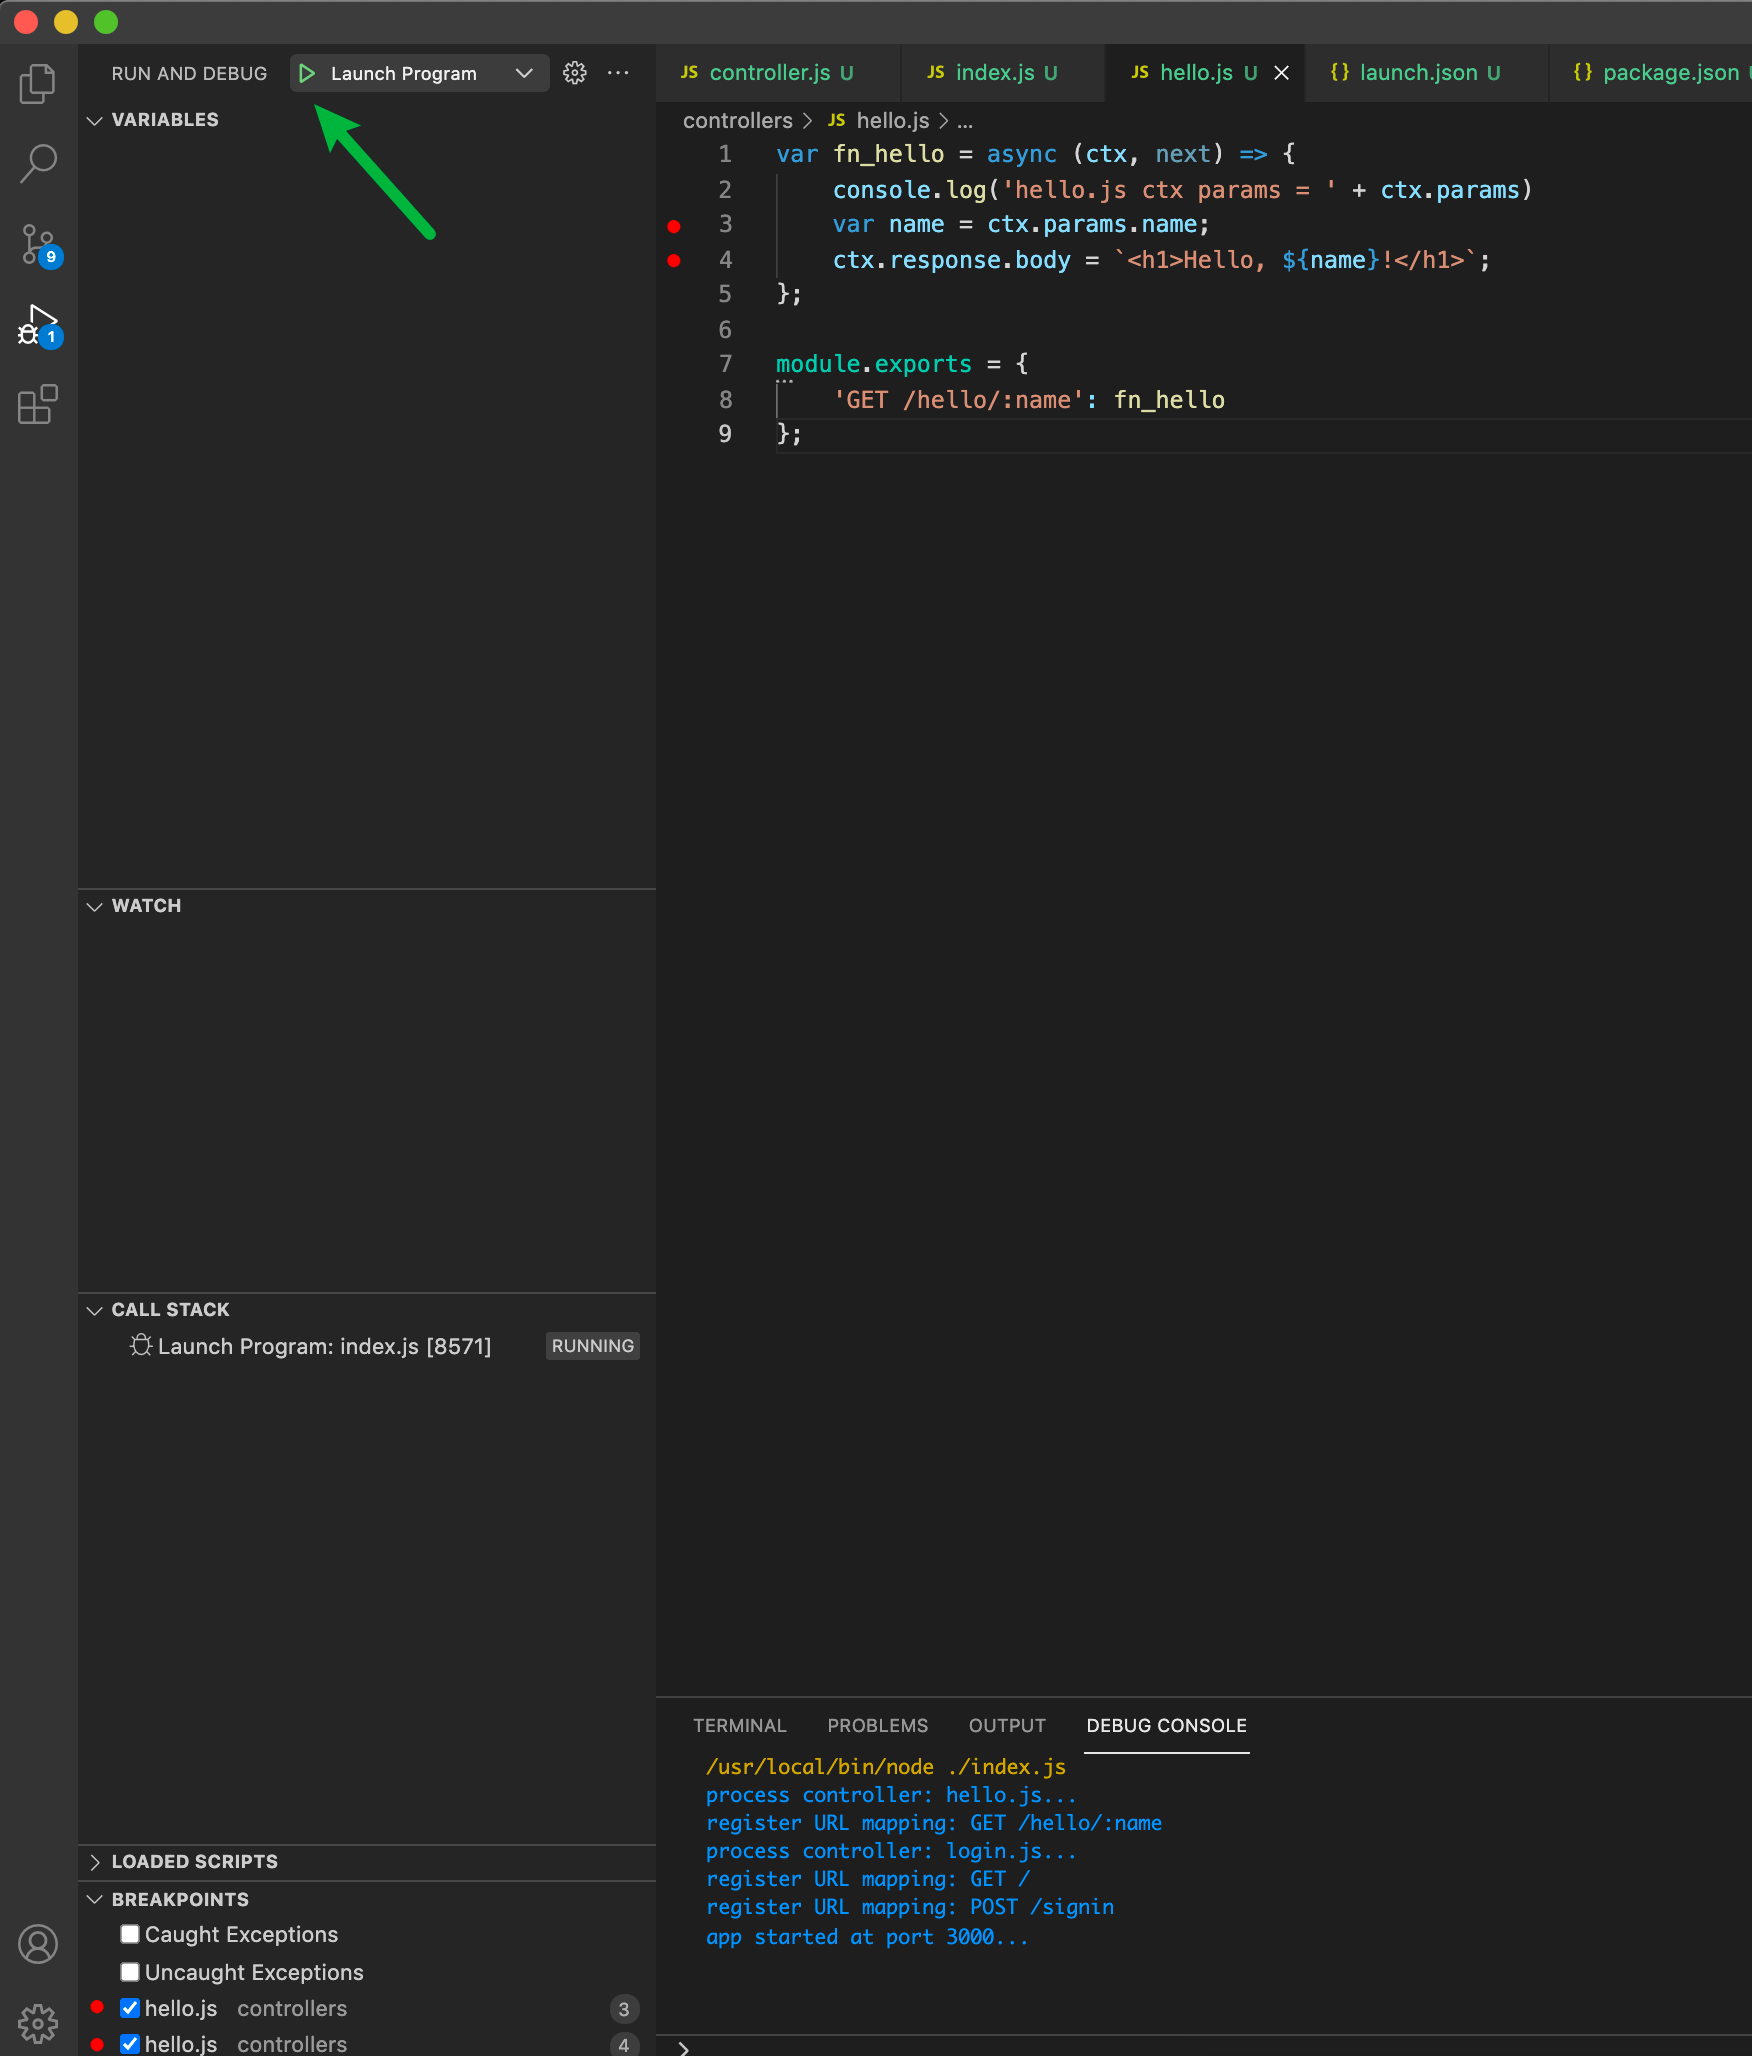 RUN AND DEBUG Launch Program
VARIABLES
9
1
WATCH
CALL STACK
Launch Program: index.js [8571] RUNNING
LOADED SCRIPTS
BREAKPOINTS
Caught Exceptions
Uncaught Exceptions
hello.js controllers 3
hello.js controllers 4
JS controller.js U JS index.js U JS hello.js U {} launch.json U {} package.json
controllers > JS hello.js > ...
1 var fn_hello = async (ctx, next) => {
2 console.log('hello.js ctx params = ' + ctx.params)
3 var name = ctx.params.name;
4 ctx.response.body = `<h1>Hello, ${name}!</h1>`;
5 };
6
7 module.exports = {
8 'GET /hello/:name': fn_hello
9 };
TERMINAL PROBLEMS OUTPUT DEBUG CONSOLE
/usr/local/bin/node ./index.js
process controller: hello.js...
register URL mapping: GET /hello/:name
process controller: login.js...
register URL mapping: GET /
register URL mapping: POST /signin
app started at port 3000...
>